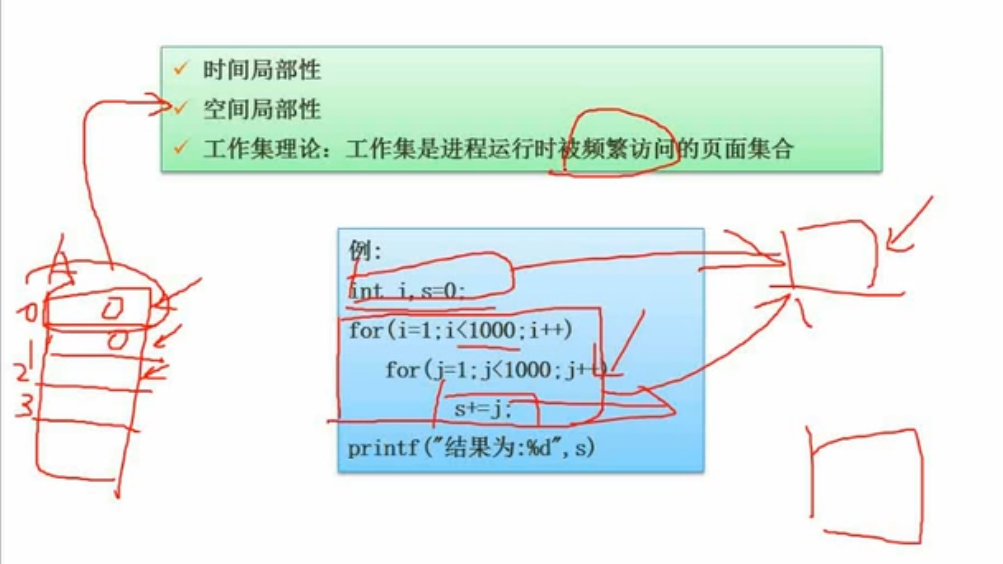 时间局部性
空间局部性
工作集理论：工作集是进程运行时被频繁访问的页面集合
例:
int i,s=0;
for(i=1;i<1000;i++)
for(j=1;j<1000;j++)
s+=j;
printf("结果为:%d",s)
A
0
0
0
1
2
3